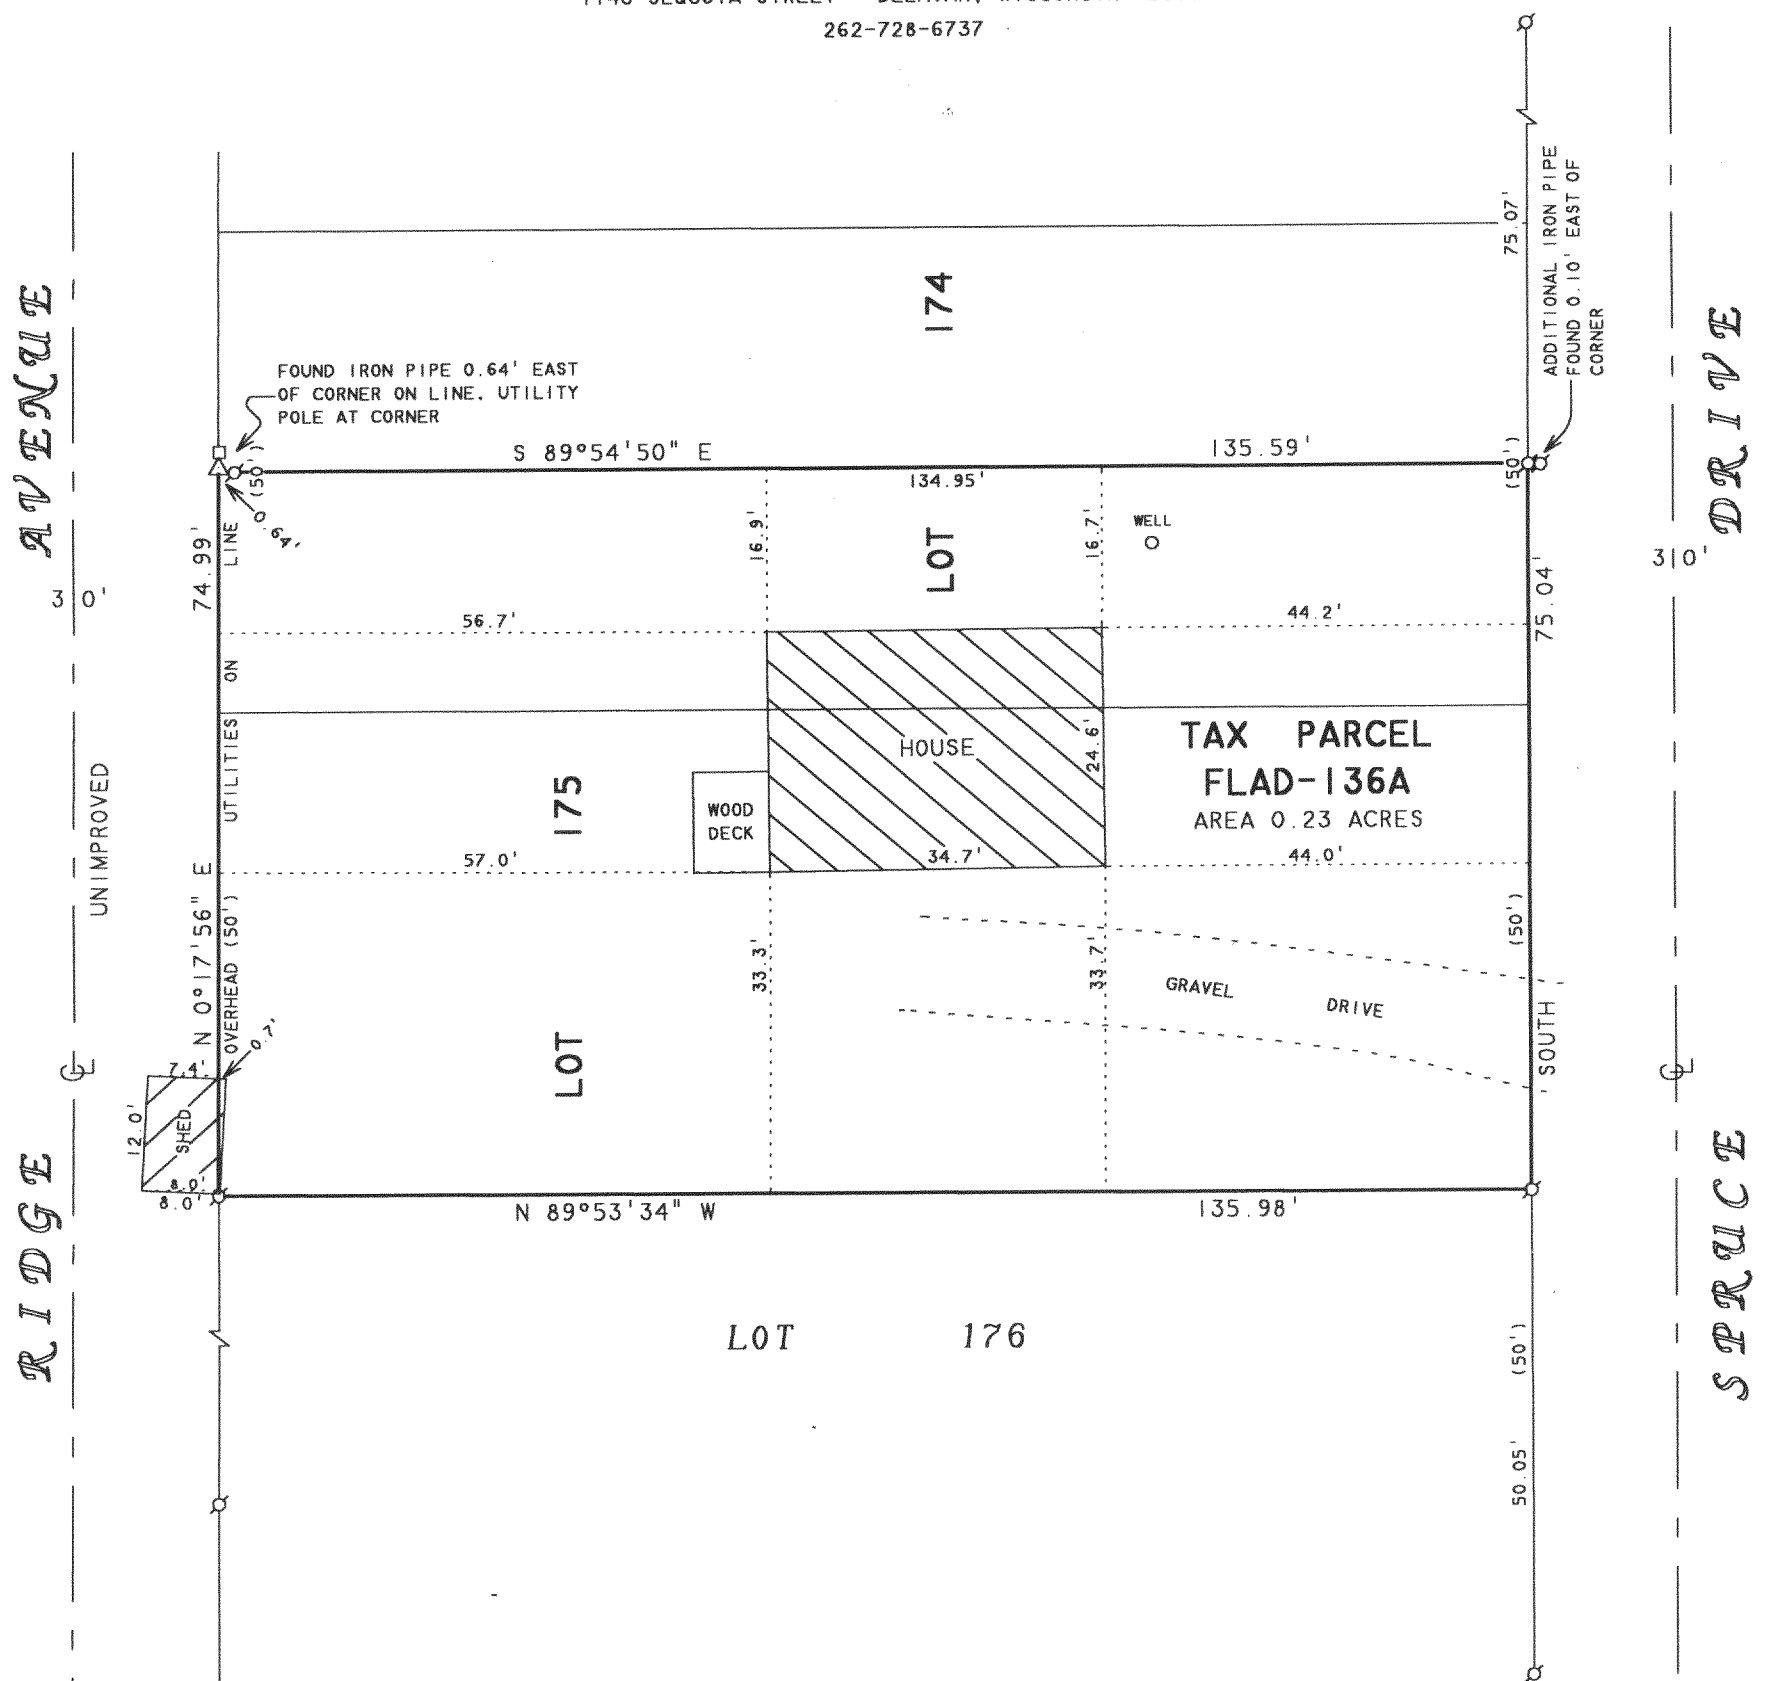 262-728-6737
75.07'
ADDITIONAL IRON PIPE
FOUND 0.10' EAST OF
CORNER
174
AVENUE
DRIVE
FOUND IRON PIPE 0.64' EAST
OF CORNER ON LINE. UTILITY
POLE AT CORNER
S 89°54'50" E
135.59'
(50')
(50')
134.95'
0.64'
74.99'
LINE
16.9'
LOT
16.7'
WELL
30'
30'
75.04'
56.7'
44.2'
ON
UTILITIES
HOUSE
24.6'
TAX PARCEL
FLAD-136A
AREA 0.23 ACRES
UNIMPROVED
175
WOOD
DECK
57.0'
34.7'
44.0'
N 0°17'56" E
OVERHEAD (50')
33.3'
33.7'
(50')
GRAVEL DRIVE
SOUTH
0.7'
7.4'
LOT
12.0'
SHED
8.0'
8.0'
N 89°53'34" W
135.98'
RIDGE
SPRUCE
LOT 176
(50')
50.05'